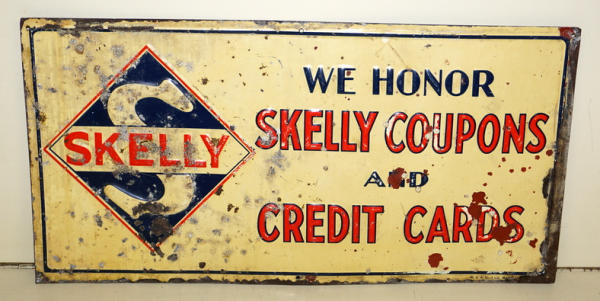 S
SKELLY
WE HONOR
SKELLY COUPONS
AND
CREDIT CARDS